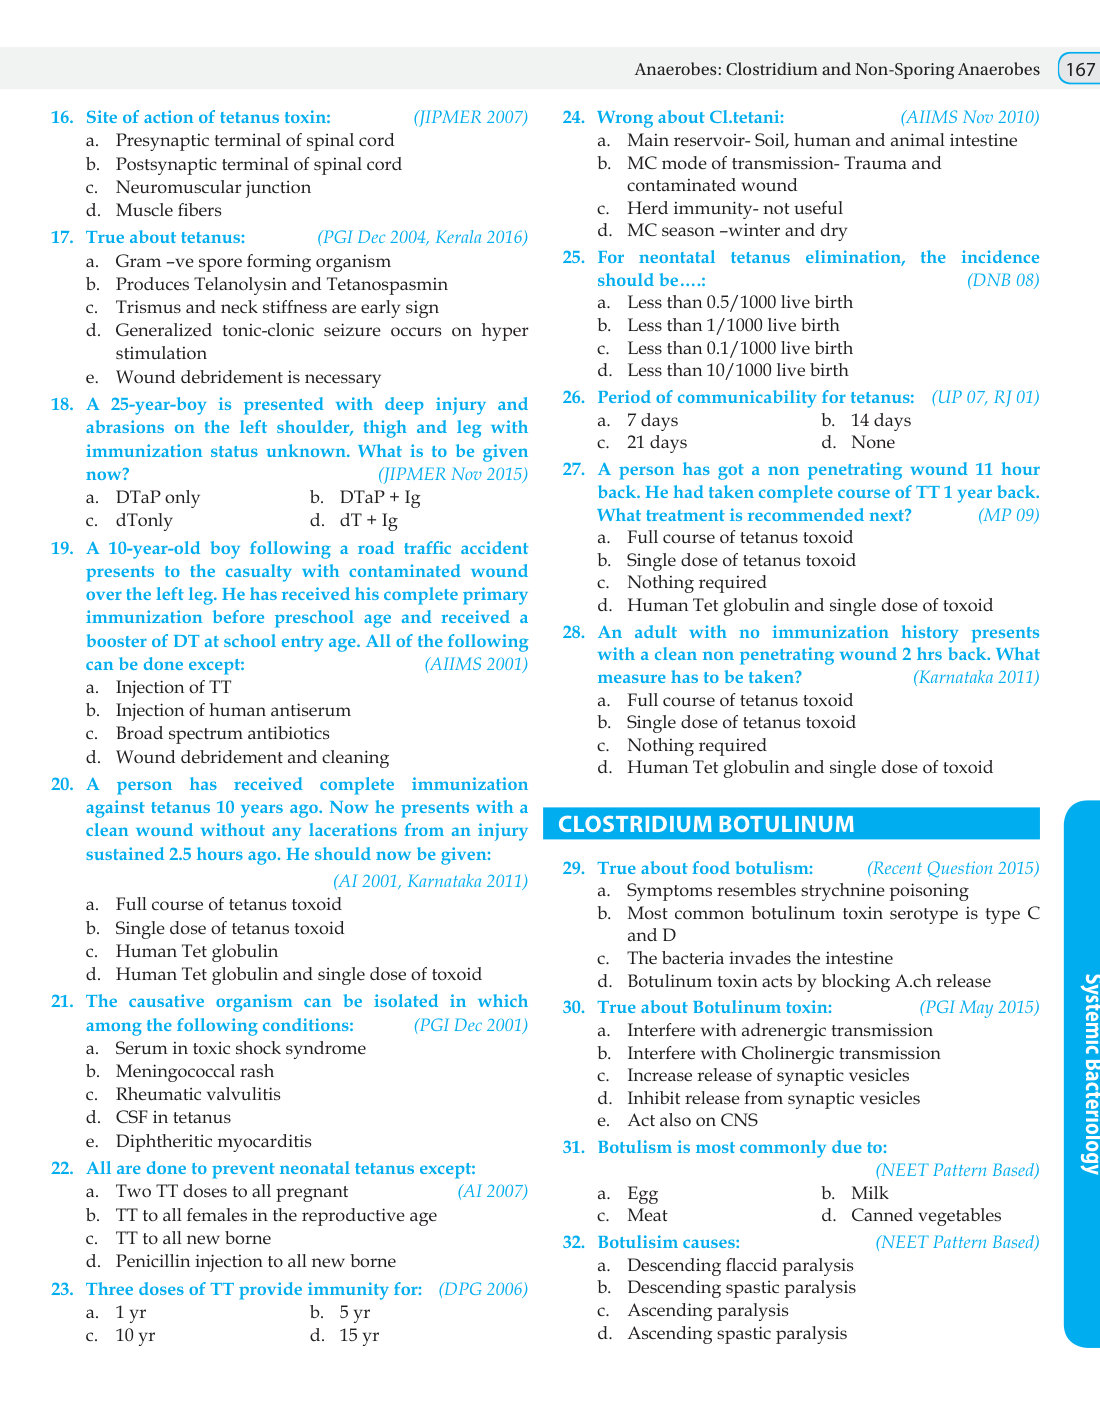 Anaerobes: Clostridium and Non-Sporing Anaerobes 167
16. Site of action of tetanus toxin: (JIPMER 2007)
a. Presynaptic terminal of spinal cord
b. Postsynaptic terminal of spinal cord
c. Neuromuscular junction
d. Muscle fibers
17. True about tetanus: (PGI Dec 2004, Kerala 2016)
a. Gram –ve spore forming organism
b. Produces Telanolysin and Tetanospasmin
c. Trismus and neck stiffness are early sign
d. Generalized tonic-clonic seizure occurs on hyper
stimulation
e. Wound debridement is necessary
18. A 25-year-boy is presented with deep injury and
abrasions on the left shoulder, thigh and leg with
immunization status unknown. What is to be given
now? (JIPMER Nov 2015)
a. DTaP only b. DTaP + Ig
c. dTonly d. dT + Ig
19. A 10-year-old boy following a road traffic accident
presents to the casualty with contaminated wound
over the left leg. He has received his complete primary
immunization before preschool age and received a
booster of DT at school entry age. All of the following
can be done except: (AIIMS 2001)
a. Injection of TT
b. Injection of human antiserum
c. Broad spectrum antibiotics
d. Wound debridement and cleaning
20. A person has received complete immunization
against tetanus 10 years ago. Now he presents with a
clean wound without any lacerations from an injury
sustained 2.5 hours ago. He should now be given:
(AI 2001, Karnataka 2011)
a. Full course of tetanus toxoid
b. Single dose of tetanus toxoid
c. Human Tet globulin
d. Human Tet globulin and single dose of toxoid
21. The causative organism can be isolated in which
among the following conditions: (PGI Dec 2001)
a. Serum in toxic shock syndrome
b. Meningococcal rash
c. Rheumatic valvulitis
d. CSF in tetanus
e. Diphtheritic myocarditis
22. All are done to prevent neonatal tetanus except:
a. Two TT doses to all pregnant (AI 2007)
b. TT to all females in the reproductive age
c. TT to all new borne
d. Penicillin injection to all new borne
23. Three doses of TT provide immunity for: (DPG 2006)
a. 1 yr b. 5 yr
c. 10 yr d. 15 yr
24. Wrong about Cl.tetani: (AIIMS Nov 2010)
a. Main reservoir- Soil, human and animal intestine
b. MC mode of transmission- Trauma and
contaminated wound
c. Herd immunity- not useful
d. MC season –winter and dry
25. For neontatal tetanus elimination, the incidence
should be….: (DNB 08)
a. Less than 0.5/1000 live birth
b. Less than 1/1000 live birth
c. Less than 0.1/1000 live birth
d. Less than 10/1000 live birth
26. Period of communicability for tetanus: (UP 07, RJ 01)
a. 7 days b. 14 days
c. 21 days d. None
27. A person has got a non penetrating wound 11 hour
back. He had taken complete course of TT 1 year back.
What treatment is recommended next? (MP 09)
a. Full course of tetanus toxoid
b. Single dose of tetanus toxoid
c. Nothing required
d. Human Tet globulin and single dose of toxoid
28. An adult with no immunization history presents
with a clean non penetrating wound 2 hrs back. What
measure has to be taken? (Karnataka 2011)
a. Full course of tetanus toxoid
b. Single dose of tetanus toxoid
c. Nothing required
d. Human Tet globulin and single dose of toxoid
CLOSTRIDIUM BOTULINUM
29. True about food botulism: (Recent Question 2015)
a. Symptoms resembles strychnine poisoning
b. Most common botulinum toxin serotype is type C
and D
c. The bacteria invades the intestine
d. Botulinum toxin acts by blocking A.ch release
30. True about Botulinum toxin: (PGI May 2015)
a. Interfere with adrenergic transmission
b. Interfere with Cholinergic transmission
c. Increase release of synaptic vesicles
d. Inhibit release from synaptic vesicles
e. Act also on CNS
31. Botulism is most commonly due to:
(NEET Pattern Based)
a. Egg b. Milk
c. Meat d. Canned vegetables
32. Botulisim causes: (NEET Pattern Based)
a. Descending flaccid paralysis
b. Descending spastic paralysis
c. Ascending paralysis
d. Ascending spastic paralysis
Systemic Bacteriology